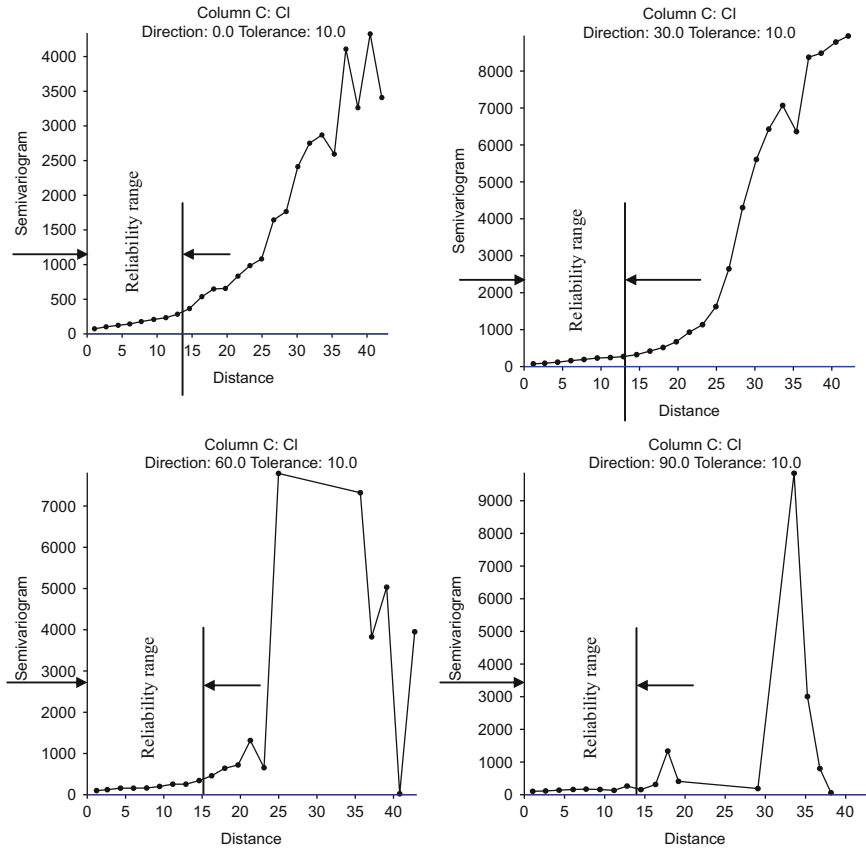 Column C: Cl
Direction: 0.0 Tolerance: 10.0
4000
3500
3000
2500
2000
1500
1000
500
0
Semivariogram
Reliability range
0 5 10 15 20 25 30 35 40
Distance
Column C: Cl
Direction: 30.0 Tolerance: 10.0
8000
7000
6000
5000
4000
3000
2000
1000
0
Semivariogram
Reliability range
0 5 10 15 20 25 30 35 40
Distance
Column C: Cl
Direction: 60.0 Tolerance: 10.0
7000
6000
5000
4000
3000
2000
1000
0
Semivariogram
Reliability range
0 5 10 15 20 25 30 35 40
Distance
Column C: Cl
Direction: 90.0 Tolerance: 10.0
9000
8000
7000
6000
5000
4000
3000
2000
1000
0
Semivariogram
Reliability range
0 5 10 15 20 25 30 35 40
Distance